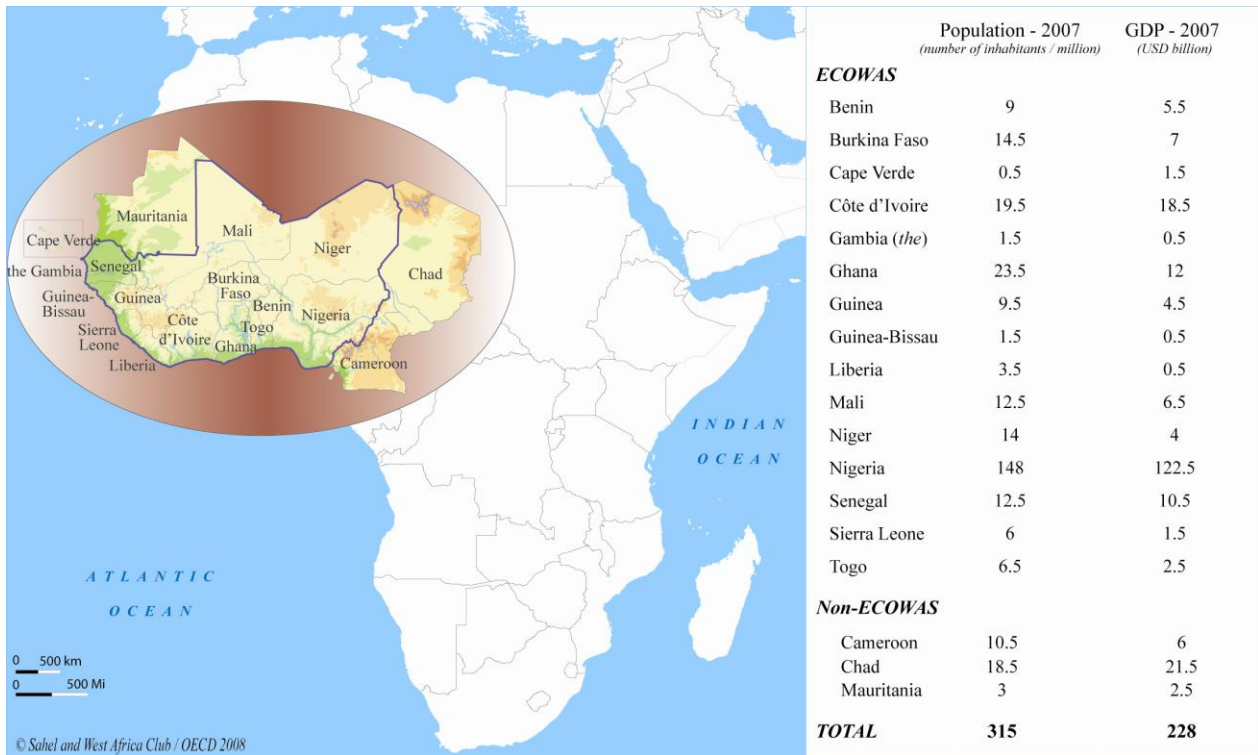 Mauritania
Mali
Niger
Chad
Cape Verde
Senegal
the Gambia
Guinea-
Bissau
Guinea
Burkina
Faso
Benin
Togo
Nigeria
Sierra
Leone
Côte
d’Ivoire
Ghana
Liberia
Cameroon
INDIAN
OCEAN
ATLANTIC
OCEAN
0 500 km
0 500 Mi
© Sahel and West Africa Club / OECD 2008
Population - 2007 GDP - 2007
(number of inhabitants / million) (USD billion)
ECOWAS
Benin 9 5.5
Burkina Faso 14.5 7
Cape Verde 0.5 1.5
Côte d’Ivoire 19.5 18.5
Gambia (the) 1.5 0.5
Ghana 23.5 12
Guinea 9.5 4.5
Guinea-Bissau 1.5 0.5
Liberia 3.5 0.5
Mali 12.5 6.5
Niger 14 4
Nigeria 148 122.5
Senegal 12.5 10.5
Sierra Leone 6 1.5
Togo 6.5 2.5
Non-ECOWAS
Cameroon 10.5 6
Chad 18.5 21.5
Mauritania 3 2.5
TOTAL 315 228